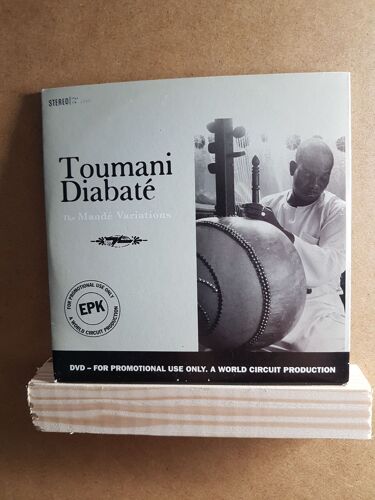 STEREO
Toumani
Diabaté
The Mandé Variations
FOR PROMOTIONAL USE ONLY
EPK
A WORLD CIRCUIT PRODUCTION
DVD – FOR PROMOTIONAL USE ONLY. A WORLD CIRCUIT PRODUCTION